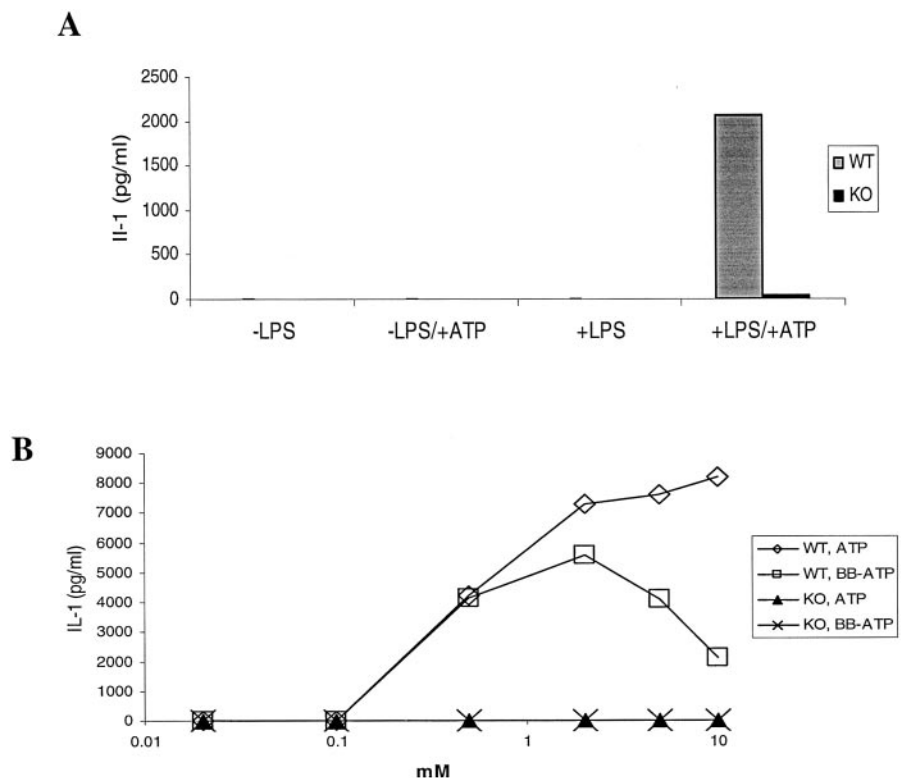 A
2500
2000
1500
1000
500
0
Il-1 (pg/ml)
-LPS -LPS/+ATP +LPS +LPS/+ATP
WT
KO
B
9000
8000
7000
6000
5000
4000
3000
2000
1000
0
IL-1 (pg/ml)
0.01 0.1 1 10
mM
WT, ATP
WT, BB-ATP
KO, ATP
KO, BB-ATP